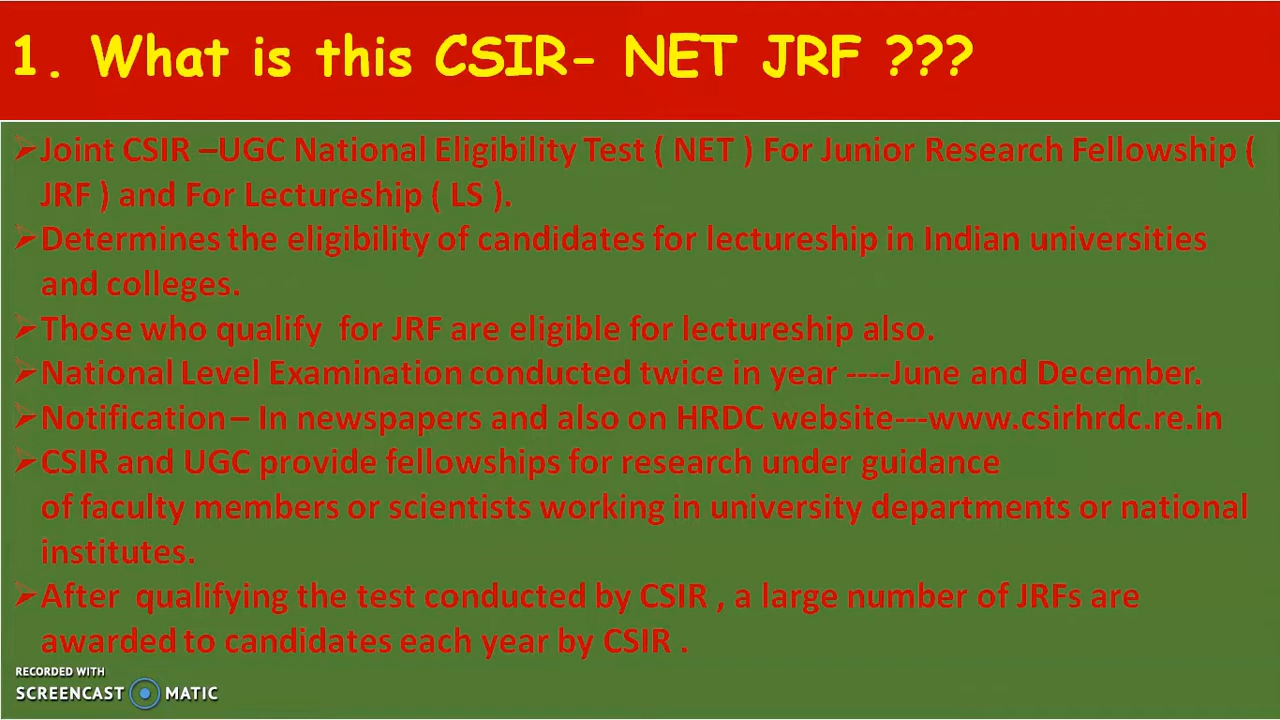 1. What is this CSIR- NET JRF ???
➢Joint CSIR –UGC National Eligibility Test ( NET ) For Junior Research Fellowship (
JRF ) and For Lectureship ( LS ).
➢Determines the eligibility of candidates for lectureship in Indian universities
and colleges.
➢Those who qualify  for JRF are eligible for lectureship also.
➢National Level Examination conducted twice in year ----June and December.
➢Notification – In newspapers and also on HRDC website---www.csirhrdc.re.in
➢CSIR and UGC provide fellowships for research under guidance
of faculty members or scientists working in university departments or national
institutes.
➢After  qualifying the test conducted by CSIR , a large number of JRFs are
awarded to candidates each year by CSIR .
RECORDED WITH
SCREENCAST MATIC